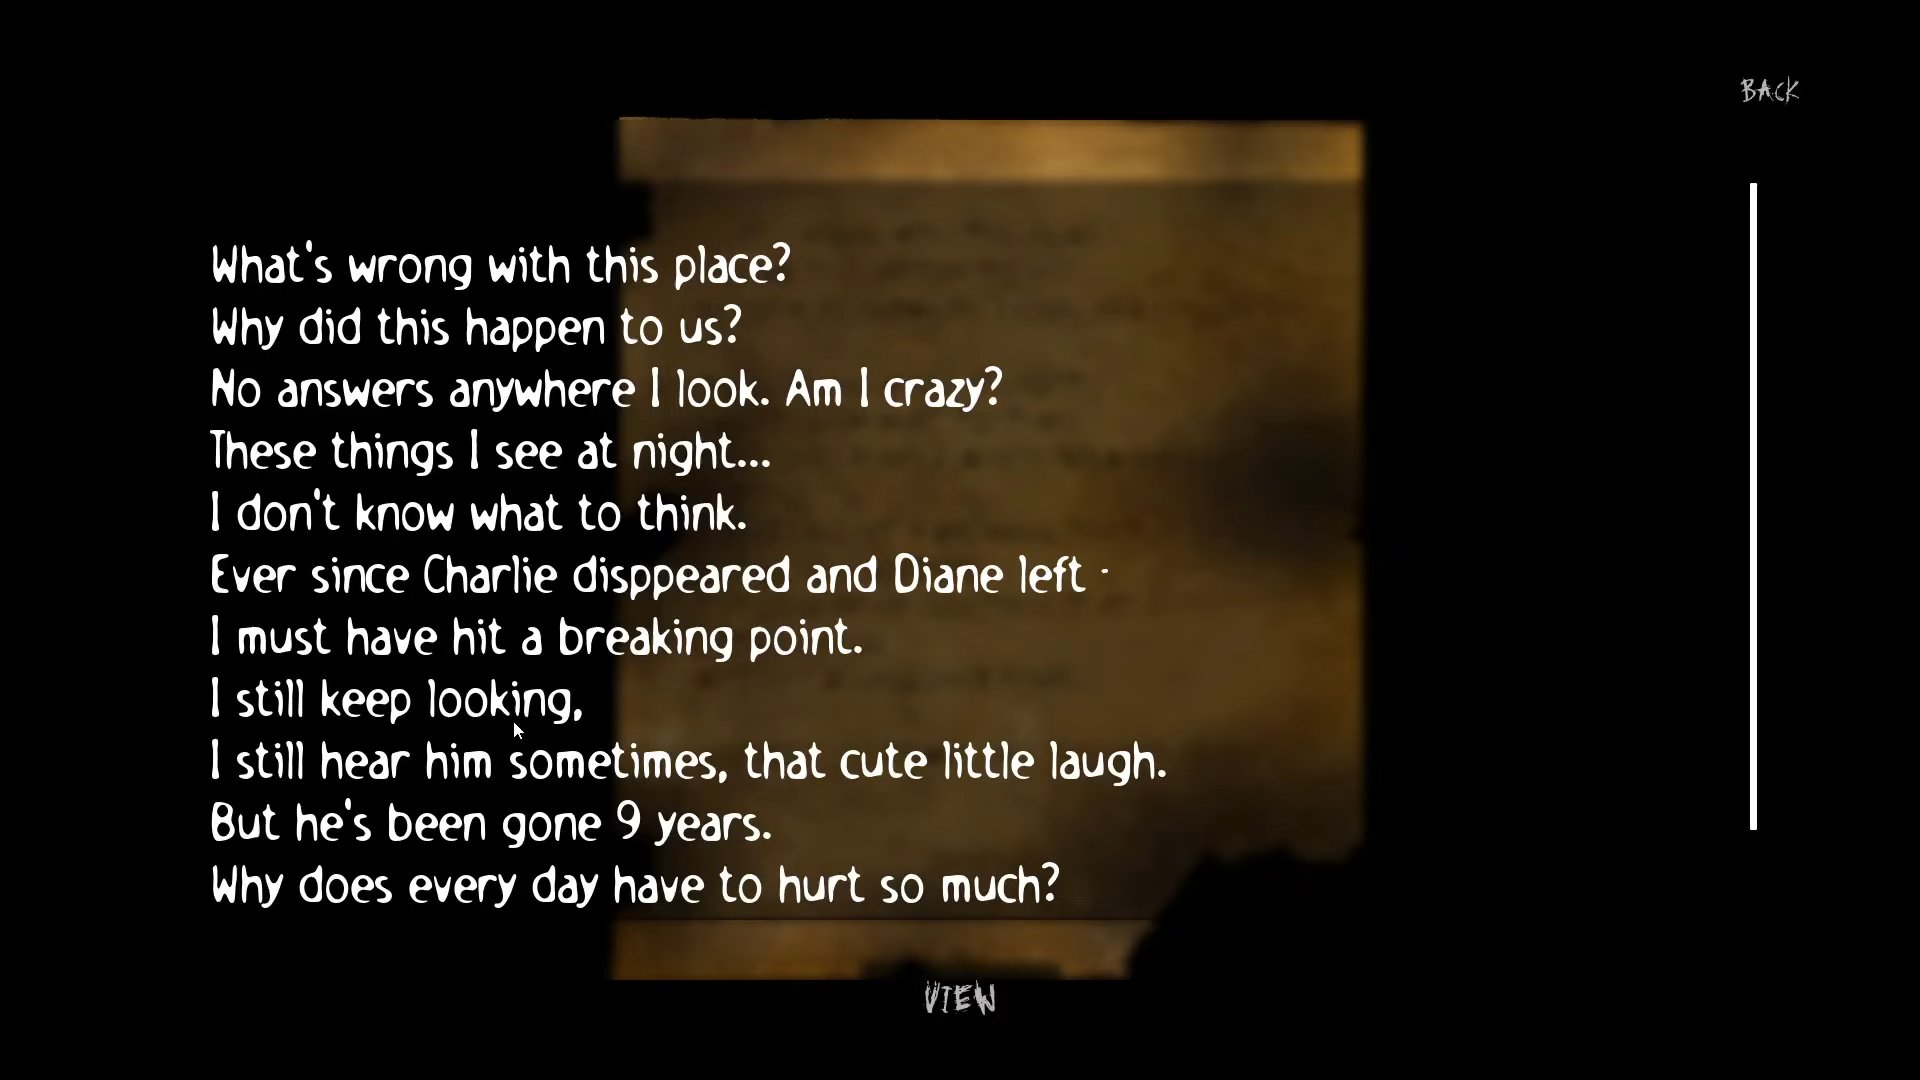 BACK
What's wrong with this place?
Why did this happen to us?
No answers anywhere I look. Am I crazy?
These things I see at night...
I don't know what to think.
Ever since Charlie disppeared and Diane left -
I must have hit a breaking point.
I still keep looking,
I still hear him sometimes, that cute little laugh.
But he's been gone 9 years.
Why does every day have to hurt so much?
VIEW